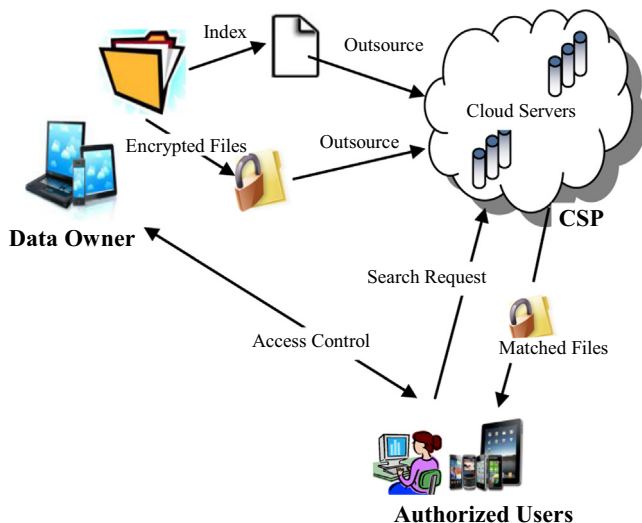 Index
Outsource
Cloud Servers
Encrypted Files
Outsource
Data Owner
CSP
Search Request
Access Control
Matched Files
Authorized Users